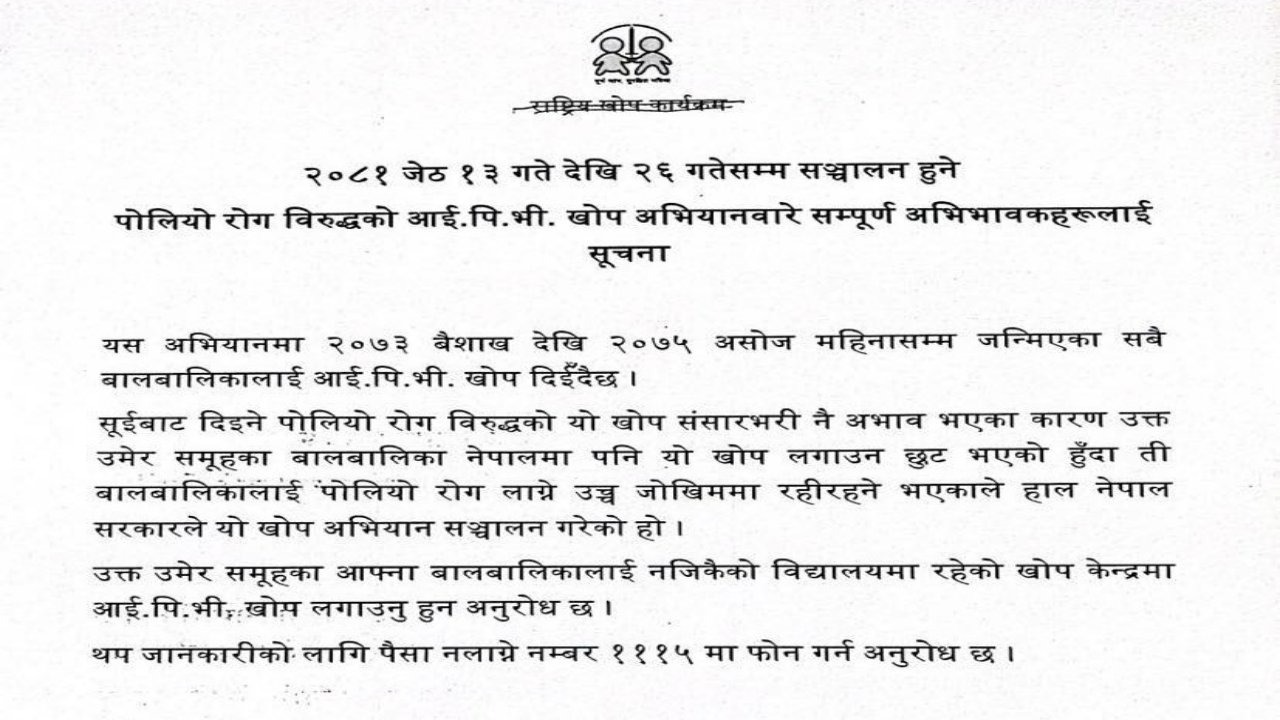 राष्ट्रिय खोप कार्यक्रम
२०८१ जेठ १३ गते देखि २६ गतेसम्म सञ्चालन हुने
पोलियो रोग विरुद्धको आई.पि.भी. खोप अभियानवारे सम्पूर्ण अभिभावकहरूलाई
सूचना
यस अभियानमा २०७३ बैशाख देखि २०७५ असोज महिनासम्म जन्मिएका सबै
बालबालिकालाई आई.पि.भी. खोप दिईँदैछ ।
सूईबाट दिइने पोलियो रोग विरुद्धको यो खोप संसारभरी नै अभाव भएका कारण उक्त
उमेर समूहका बालबालिका नेपालमा पनि यो खोप लगाउन छुट भएको हुँदा ती
बालबालिकालाई पोलियो रोग लाग्ने उच्च जोखिममा रहीरहने भएकाले हाल नेपाल
सरकारले यो खोप अभियान सञ्चालन गरेको हो ।
उक्त उमेर समूहका आफ्ना बालबालिकालाई नजिकैको विद्यालयमा रहेको खोप केन्द्रमा
आई.पि.भी. खोप लगाउनु हुन अनुरोध छ ।
थप जानकारीको लागि पैसा नलाग्ने नम्बर १११५ मा फोन गर्न अनुरोध छ ।